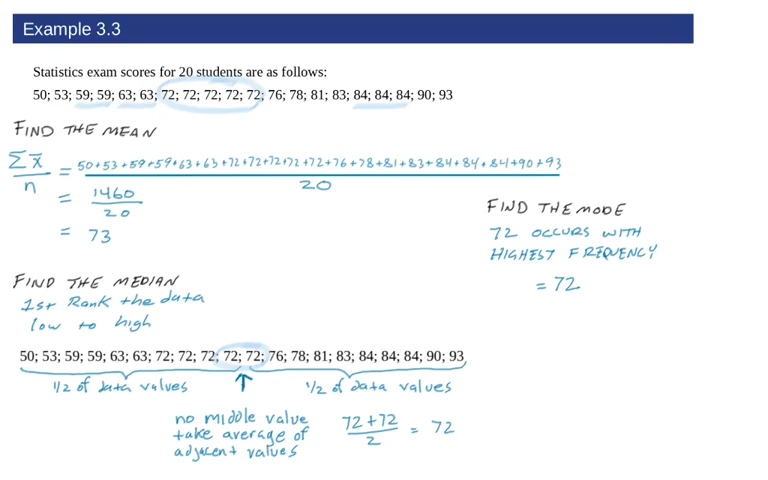 Example 3.3
Statistics exam scores for 20 students are as follows:
50; 53; 59; 59; 63; 63; 72; 72; 72; 72; 72; 76; 78; 81; 83; 84; 84; 84; 90; 93
FIND THE MEAN
Σx̄/n = 50+53+59+59+63+63+72+72+72+72+72+76+78+81+83+84+84+84+90+93/20
= 1460/20
= 73
FIND THE MODE
72 OCCURS WITH
HIGHEST FREQUENCY
= 72
FIND THE MEDIAN
1st Rank the data
low to high
50; 53; 59; 59; 63; 63; 72; 72; 72; 72; 72; 76; 78; 81; 83; 84; 84; 84; 90; 93
1/2 of data values
1/2 of data values
no middle value
take average of
adjacent values
72+72/2 = 72